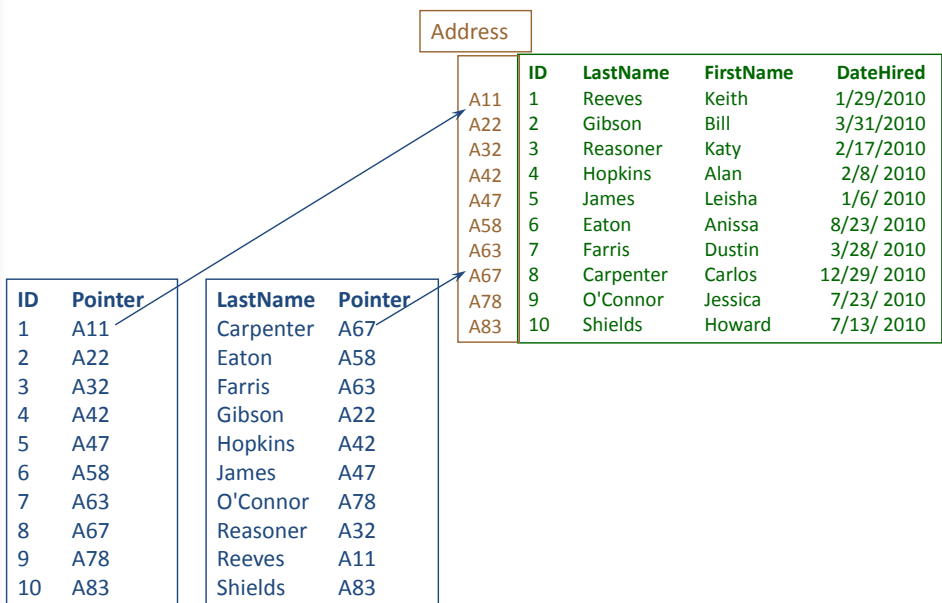 Address
ID LastName FirstName DateHired
A11 1 Reeves Keith 1/29/2010
A22 2 Gibson Bill 3/31/2010
A32 3 Reasoner Katy 2/17/2010
A42 4 Hopkins Alan 2/8/ 2010
A47 5 James Leisha 1/6/ 2010
A58 6 Eaton Anissa 8/23/ 2010
A63 7 Farris Dustin 3/28/ 2010
A67 8 Carpenter Carlos 12/29/ 2010
A78 9 O'Connor Jessica 7/23/ 2010
A83 10 Shields Howard 7/13/ 2010
ID Pointer
1 A11
2 A22
3 A32
4 A42
5 A47
6 A58
7 A63
8 A67
9 A78
10 A83
LastName Pointer
Carpenter A67
Eaton A58
Farris A63
Gibson A22
Hopkins A42
James A47
O'Connor A78
Reasoner A32
Reeves A11
Shields A83